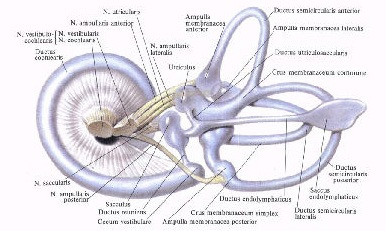 N. utricularis
N. ampullaris anterior
N. vestibulo-
cochlearis
N. vestibularis
N. cochlearis
Ductus
cochlearis
N. ampullaris
lateralis
Utriculus
Ampulla
membranacea
anterior
Ductus semicircularis anterior
Ampulla membranacea lateralis
Ductus utriculosaccularis
Crus membranaceum commune
N. saccularis
N. ampullaris
posterior
Sacculus
Ductus reuniens
Cecum vestibulare
Ductus endolymphaticus
Crus membranaceum simplex
Ampulla membranacea posterior
Ductus
semicircularis
posterior
Saccus
endolymphaticus
Ductus semicircularis
lateralis